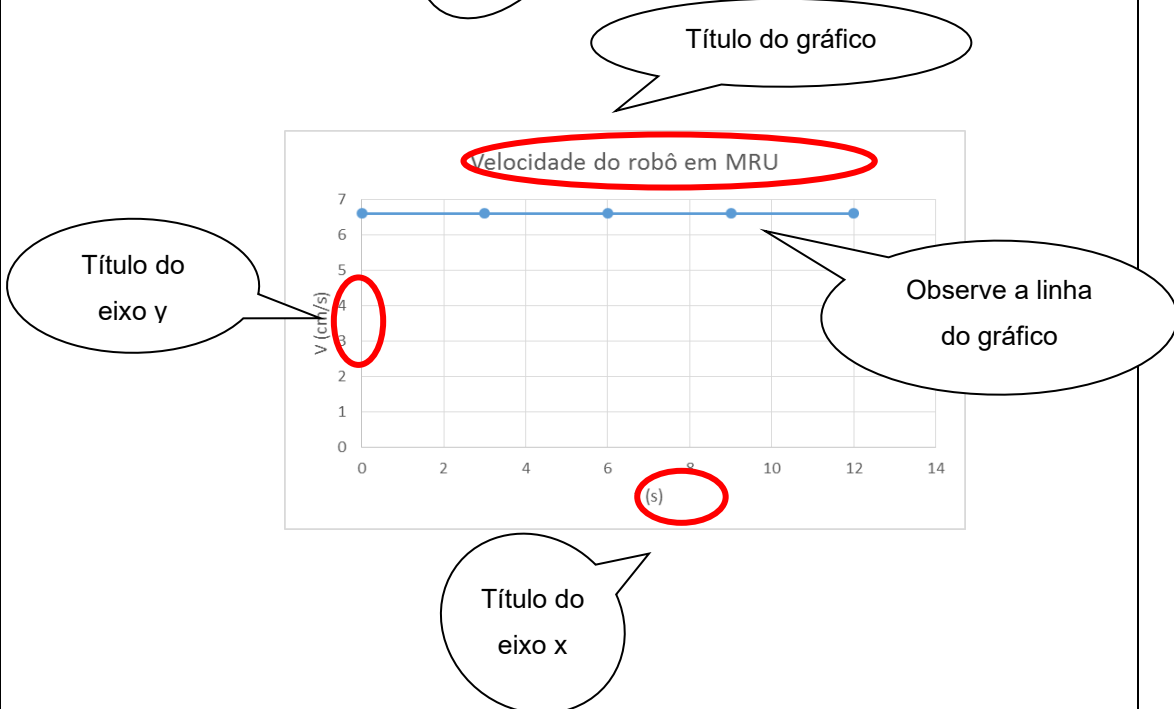 Título do gráfico
Velocidade do robô em MRU
7
6
5
4
3
2
1
0
V (cm/s)
0 2 4 6 8 10 12 14
(s)
Título do
eixo y
Observe a linha
do gráfico
Título do
eixo x